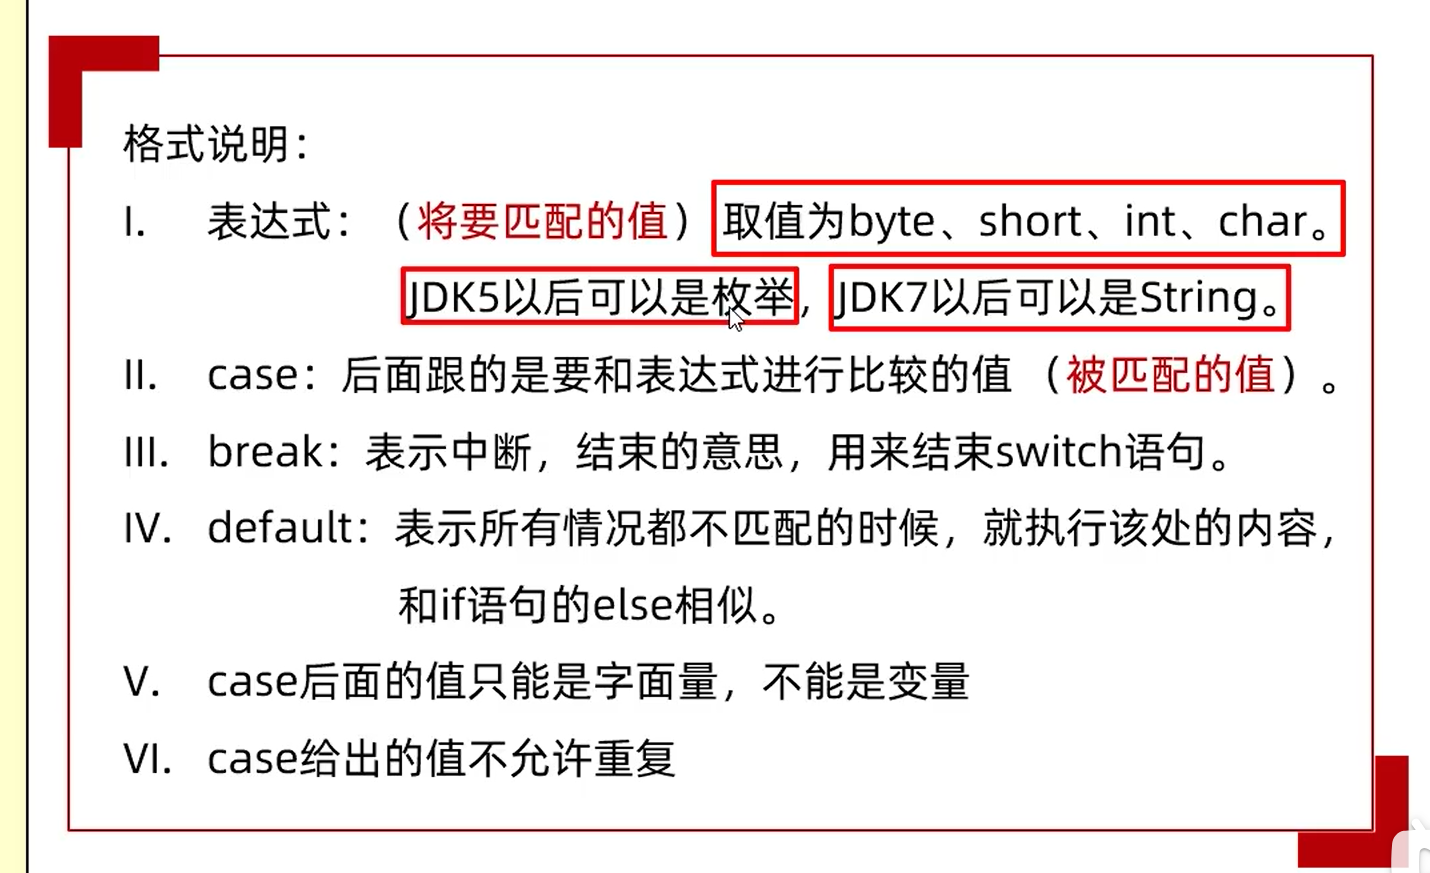 格式说明：
I. 表达式：（将要匹配的值）取值为byte、short、int、char。
JDK5以后可以是枚举，JDK7以后可以是String。
II. case：后面跟的是要和表达式进行比较的值（被匹配的值）。
III. break：表示中断，结束的意思，用来结束switch语句。
IV. default：表示所有情况都不匹配的时候，就执行该处的内容，
和if语句的else相似。
V. case后面的值只能是字面量，不能是变量
VI. case给出的值不允许重复